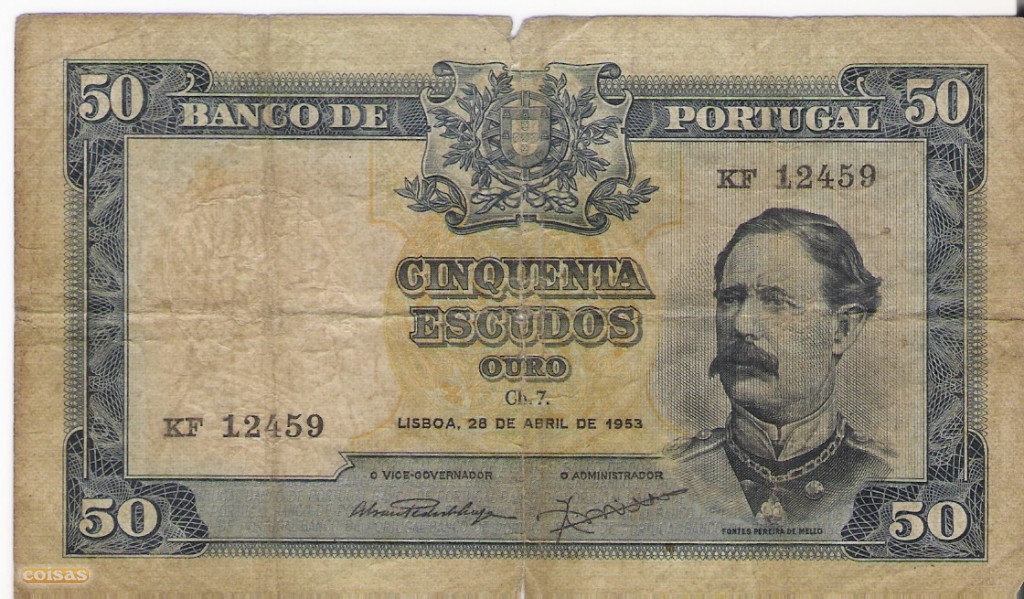 50 BANCO DE PORTUGAL 50
KF 12459
CINQUENTA
ESCUDOS
OURO
Ch. 7.
LISBOA, 28 DE ABRIL DE 1953
KF 12459
O VICE-GOVERNADOR O ADMINISTRADOR
FONTES PEREIRA DE MELLO
50 50
coisas